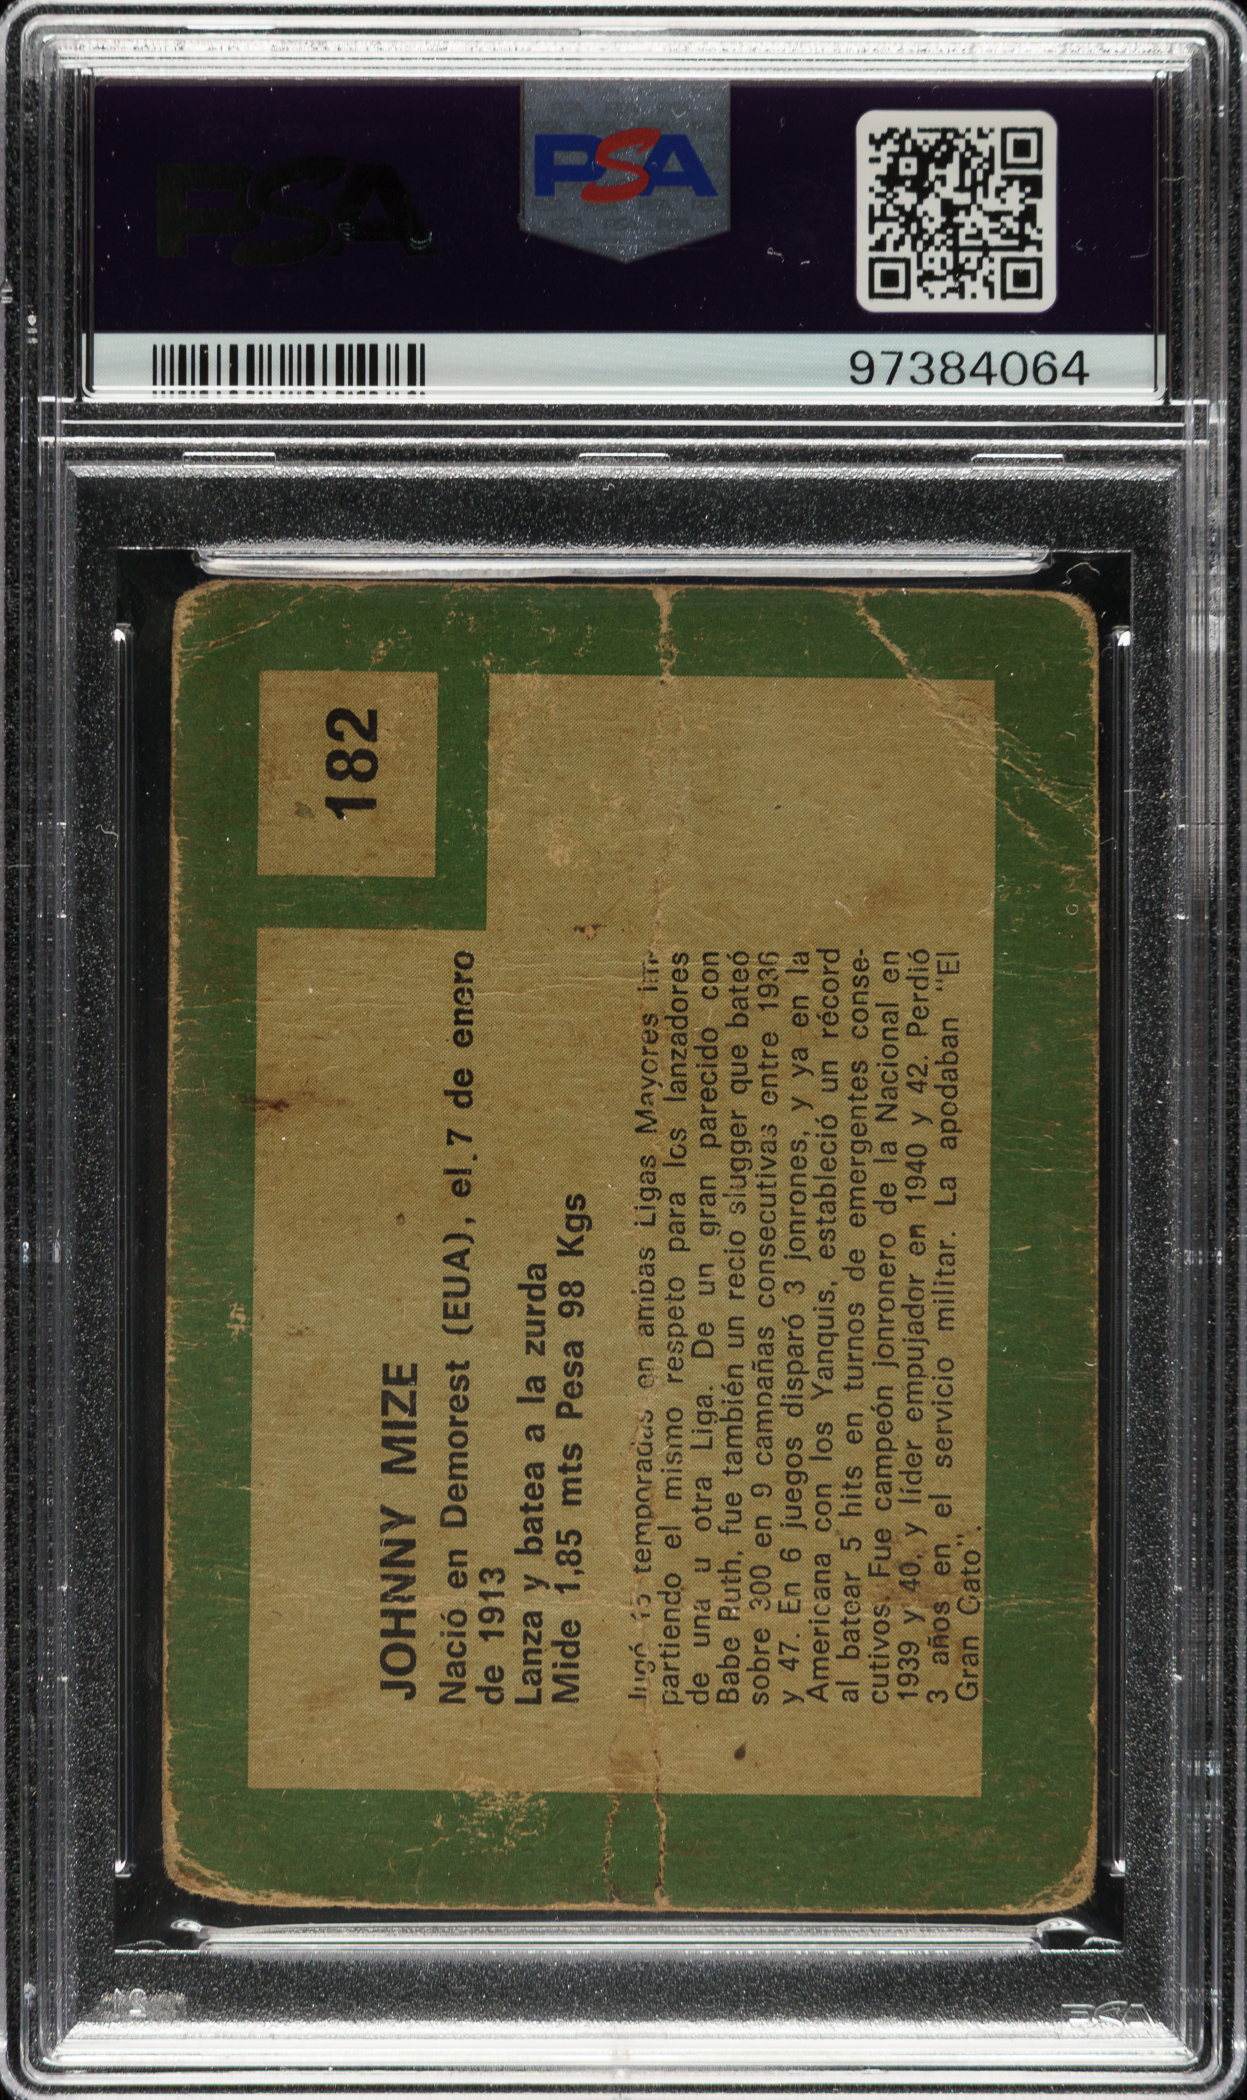 PSA
PSA
97384064
182
JOHNNY MIZE
Nació en Demorest (EUA), el 7 de enero
de 1913
Lanza y batea a la zurda
Mide 1,85 mts Pesa 98 Kgs
Jugó 15 temporadas en ambas Ligas Mayores im-
partiendo el mismo respeto para los lanzadores
de una u otra Liga. De un gran parecido con
Babe Ruth, fue también un recio slugger que bateó
sobre 300 en 9 campañas consecutivas entre 1936
y 47. En 6 juegos disparó 3 jonrones, y ya en la
Americana con los Yanquis, estableció un récord
al batear 5 hits en turnos de emergentes conse-
cutivos. Fue campeón jonronero de la Nacional en
1939 y 40, y líder empujador en 1940 y 42. Perdió
3 años en el servicio militar. La apodaban "El
Gran Gato".
PSA